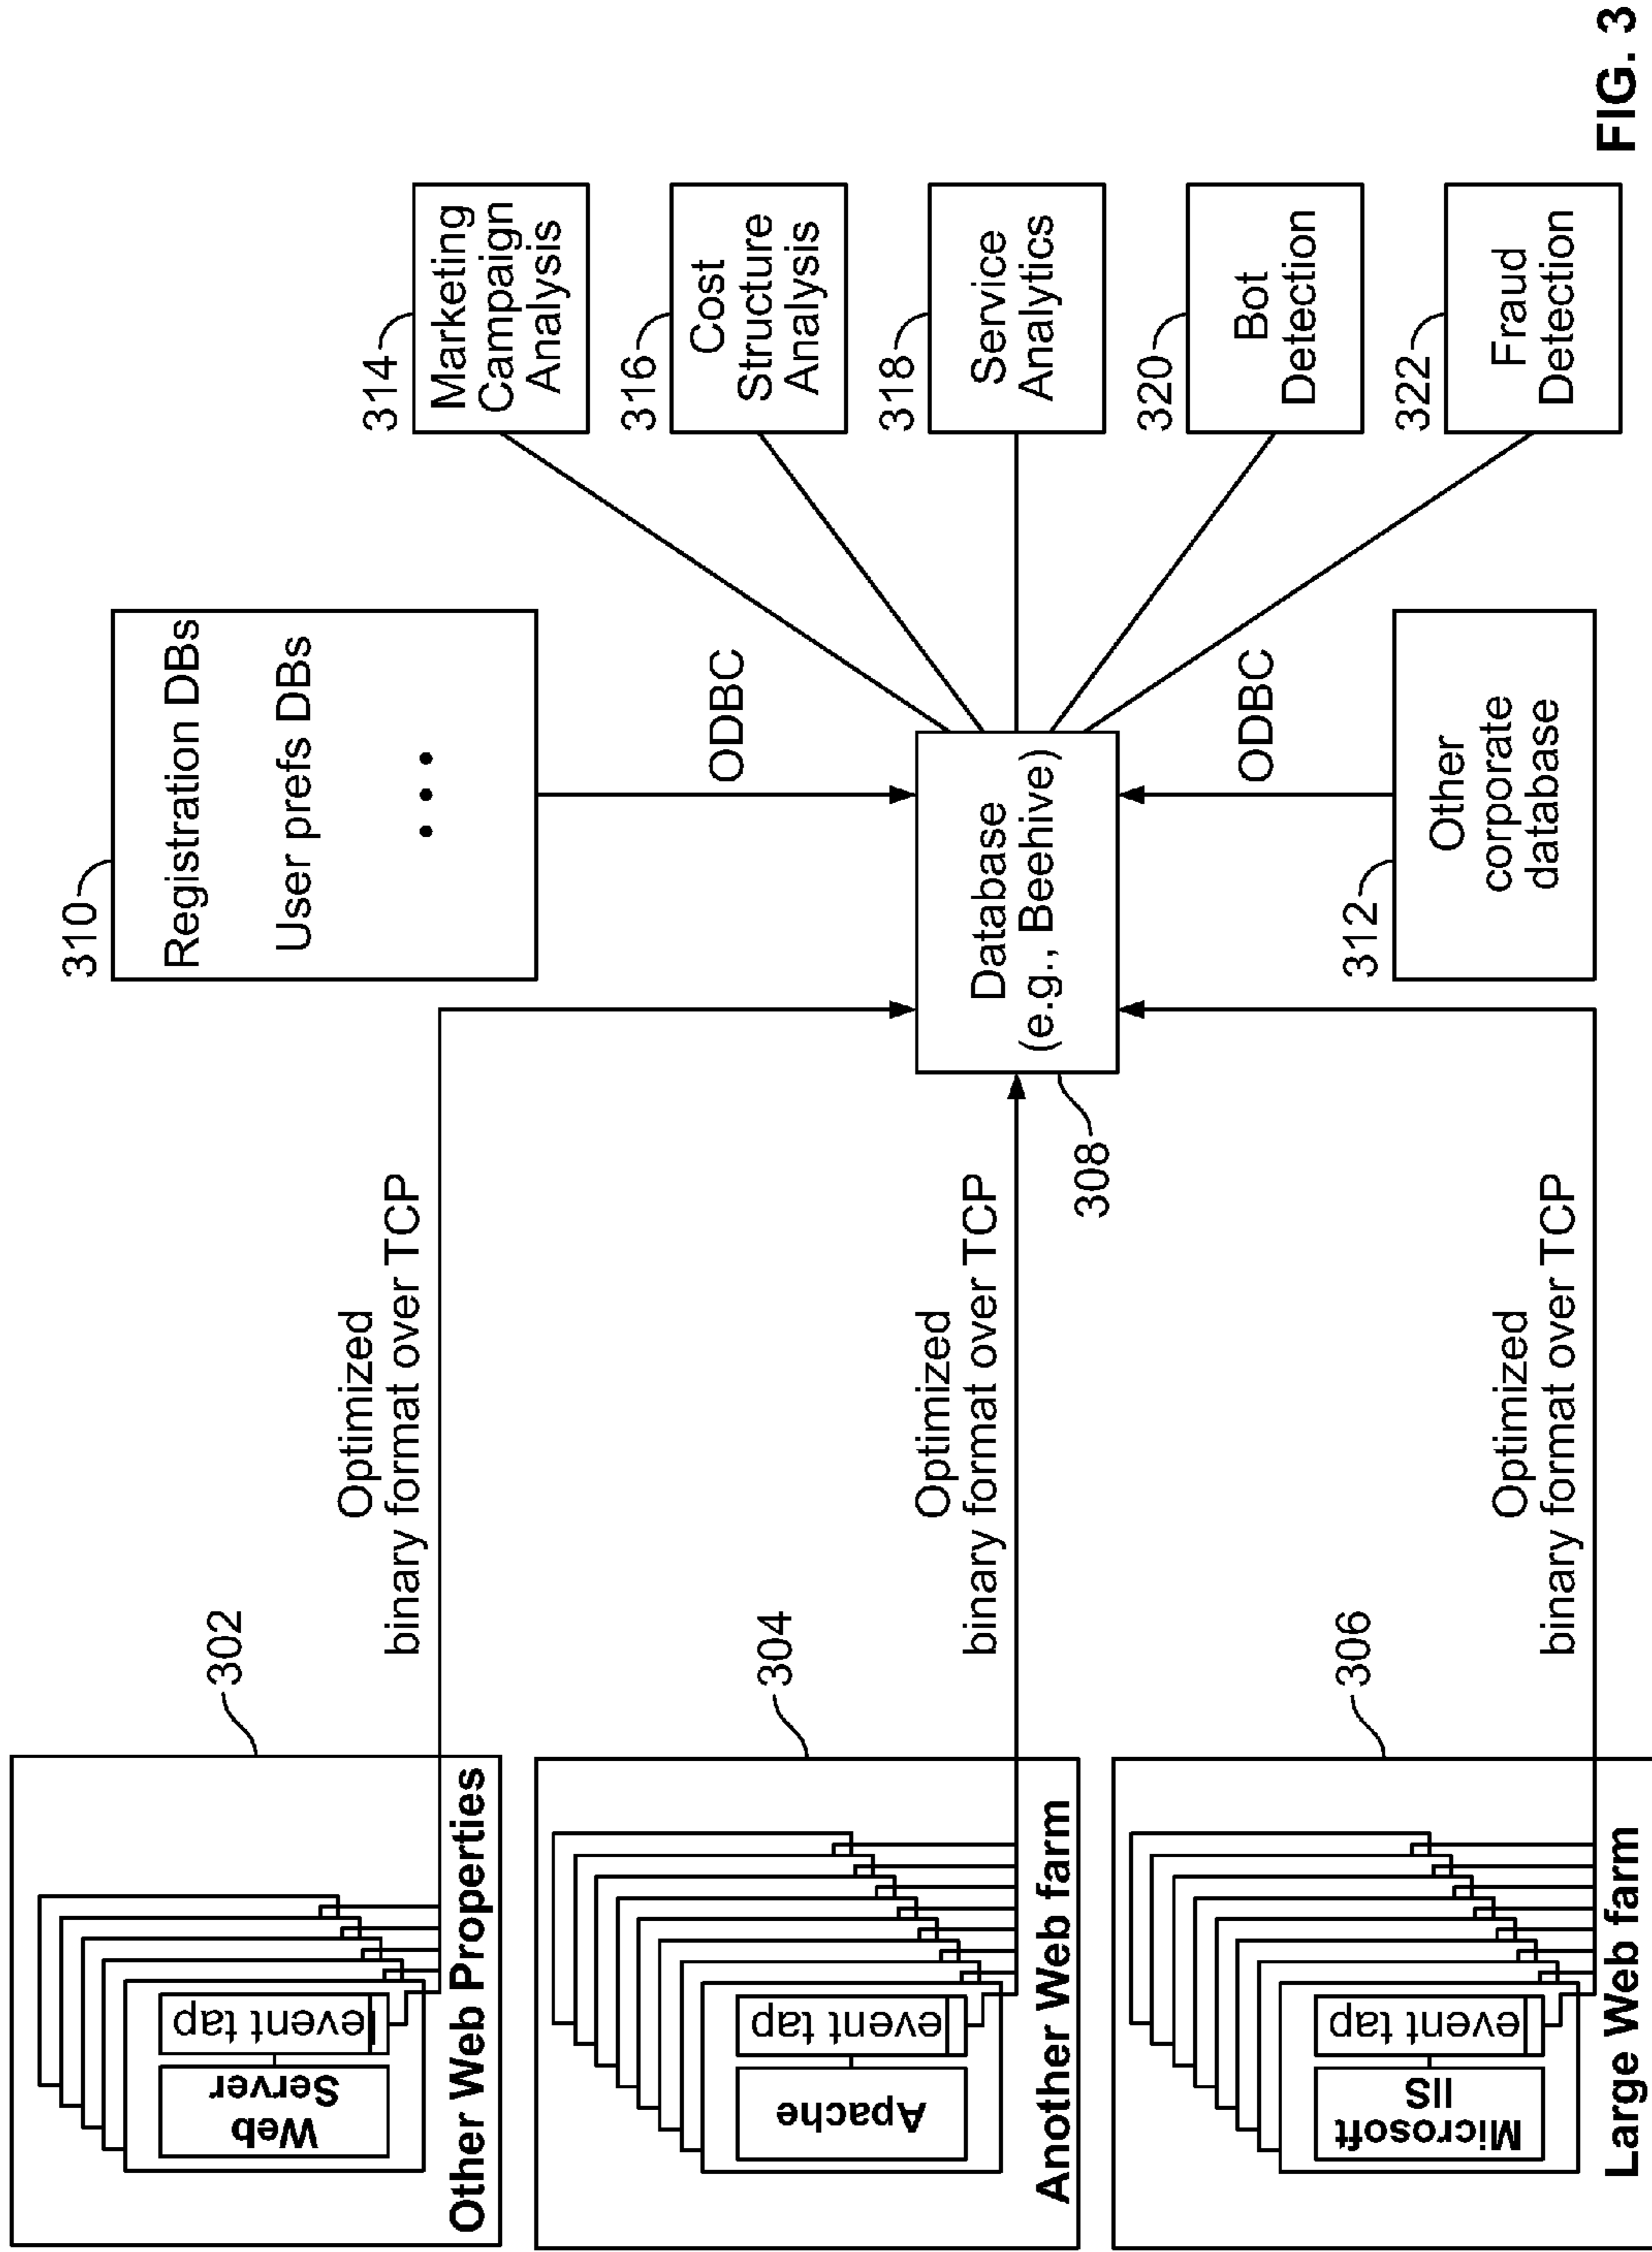 302
Web
Server
event tap
Other Web Properties
Optimized
binary format over TCP
304
Apache
event tap
Another Web farm
Optimized
binary format over TCP
306
Microsoft
IIS
event tap
Large Web farm
Optimized
binary format over TCP
310
Registration DBs
User prefs DBs
• • •
ODBC
Database
(e.g., Beehive)
308
ODBC
312
Other
corporate
database
314
Marketing
Campaign
Analysis
316
Cost
Structure
Analysis
318
Service
Analytics
320
Bot
Detection
322
Fraud
Detection
FIG. 3